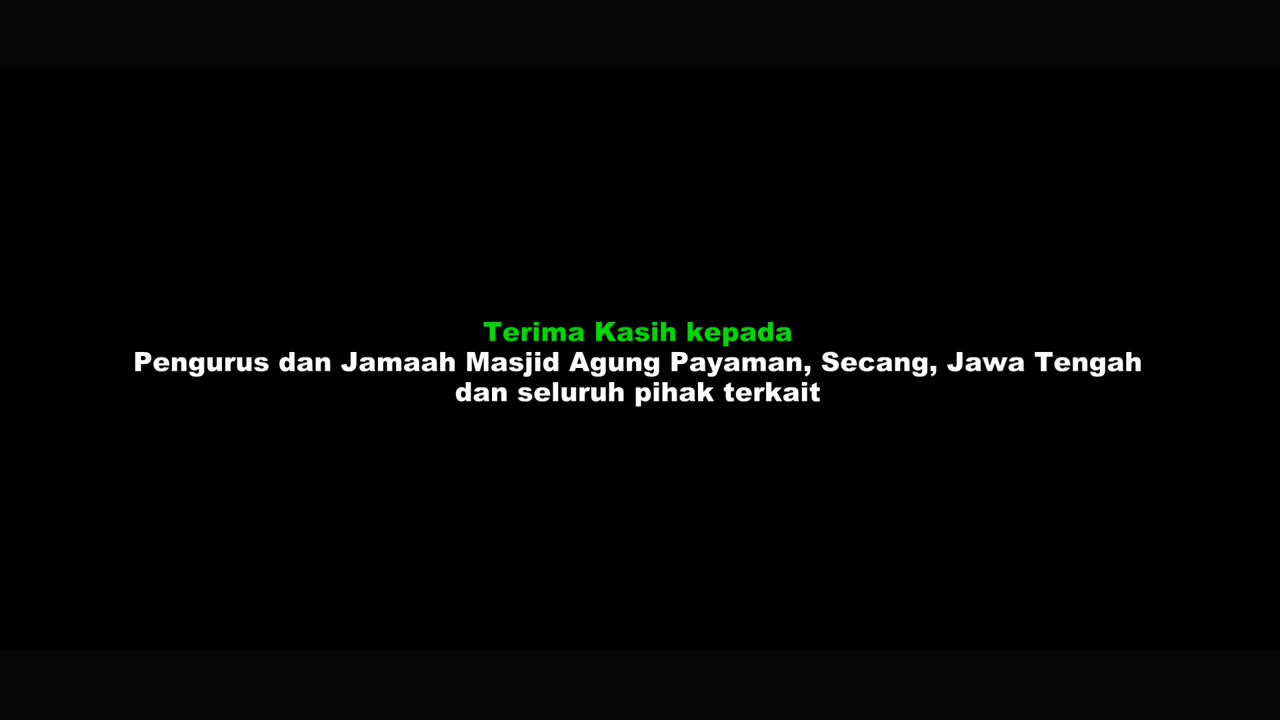 Terima Kasih kepada
Pengurus dan Jamaah Masjid Agung Payaman, Secang, Jawa Tengah
dan seluruh pihak terkait